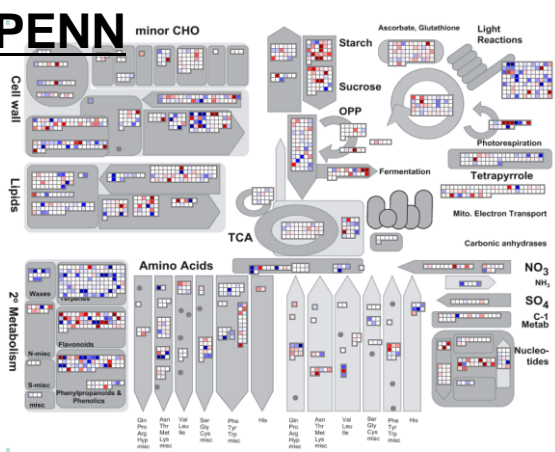 PENN
minor CHO
Starch
Ascorbate, Glutathione
Light
Reactions
Cell wall
Sucrose
OPP
Photorespiration
Lipids
Fermentation
Tetrapyrrole
Mito. Electron Transport
TCA
Carbonic anhydrases
Amino Acids
NO3
NH3
SO4
C-1
Metab
Nucleo-
tides
2° Metabolism
Waxes
Terpenes
N-misc
Flavonoids
S-misc
Phenylpropanoids &
Phenolics
misc
Gln
Pro
Arg
Hyp
misc
Asn
Thr
Met
Lys
misc
Val
Leu
Ile
Ser
Gly
Cys
misc
Phe
Tyr
Trp
misc
His
Gln
Pro
Arg
Hyp
misc
Asn
Thr
Met
Lys
misc
Val
Leu
Ile
Ser
Gly
Cys
misc
Phe
Tyr
Trp
misc
His